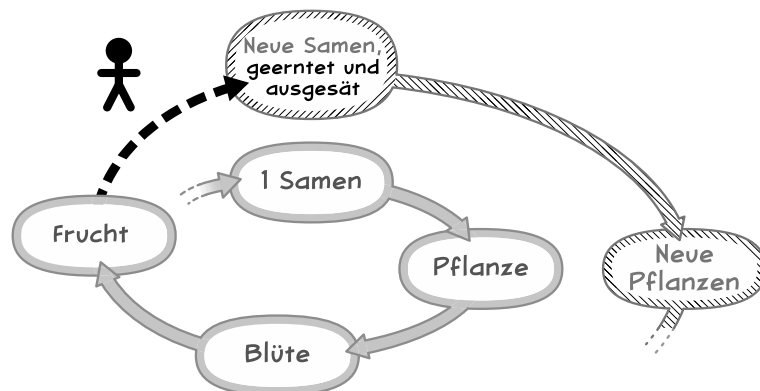 Neue Samen,
geerntet und
ausgesät
1 Samen
Frucht
Pflanze
Neue
Pflanzen
Blüte